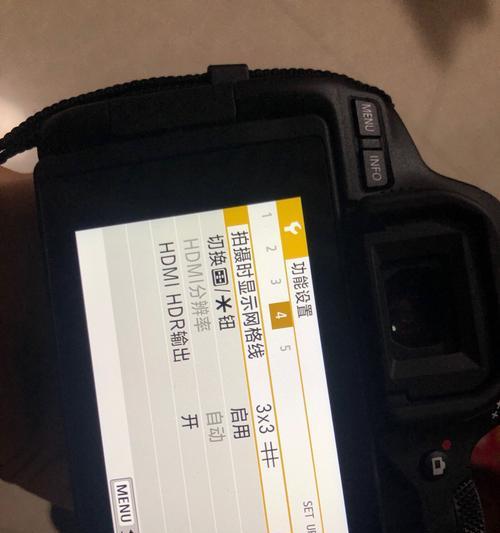 MENU
INFO
功能设置
1 2 3 4 5
SET
拍摄时显示网格线 3x3
切换/✱钮 启用
HDMI分辨率 自动
HDMI HDR输出 开
MENU